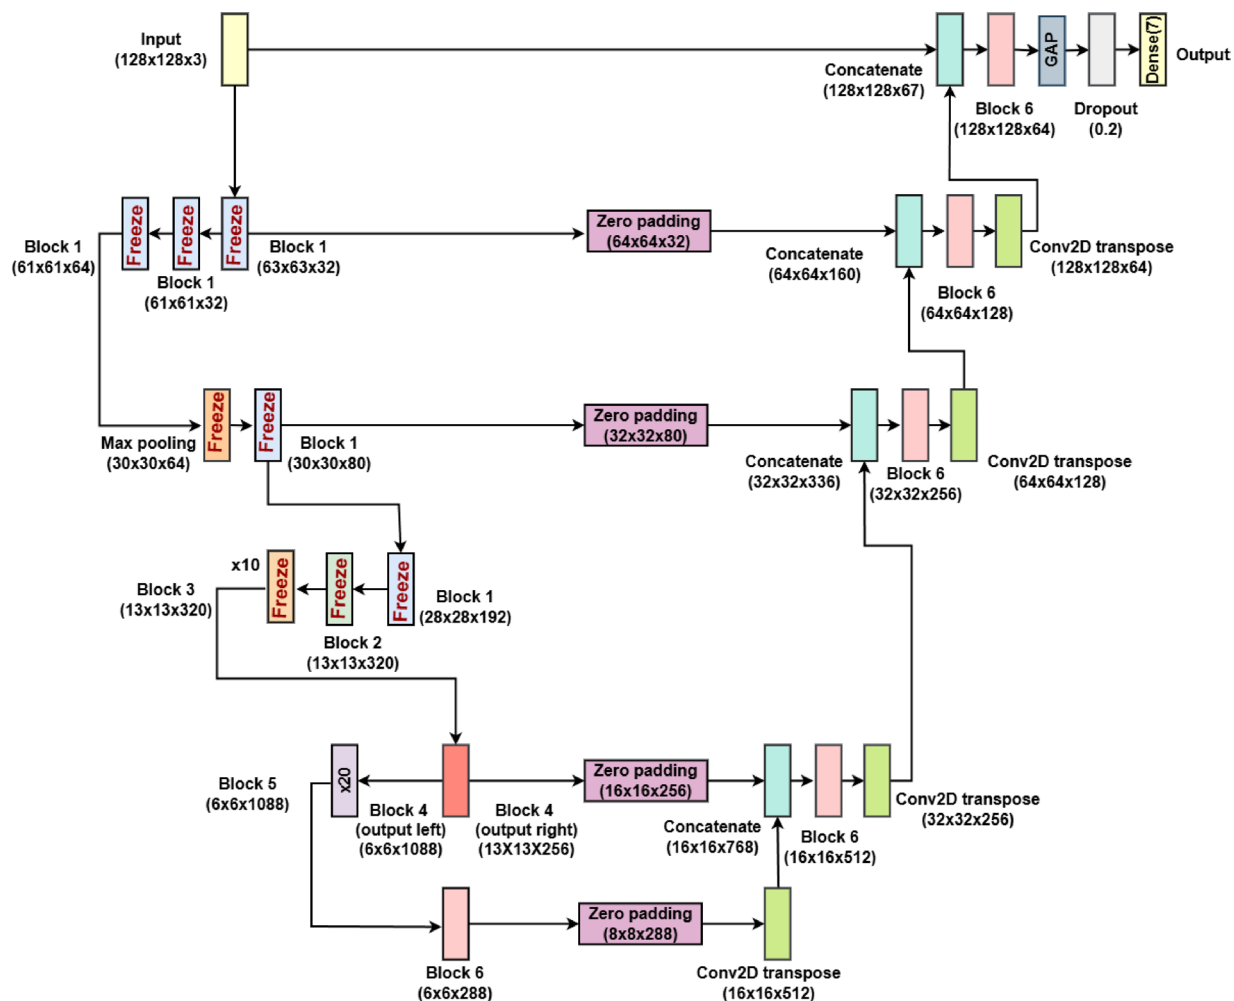 Input
(128x128x3)
Concatenate
(128x128x67)
Block 6
(128x128x64)
GAP
Dropout
(0.2)
Dense(7)
Output
Block 1
(61x61x64)
Freeze
Freeze
Freeze
Block 1
(61x61x32)
Block 1
(63x63x32)
Zero padding
(64x64x32)
Concatenate
(64x64x160)
Block 6
(64x64x128)
Conv2D transpose
(128x128x64)
Max pooling
(30x30x64)
Freeze
Freeze
Block 1
(30x30x80)
Zero padding
(32x32x80)
Concatenate
(32x32x336)
Block 6
(32x32x256)
Conv2D transpose
(64x64x128)
Block 3
(13x13x320)
x10
Freeze
Freeze
Freeze
Block 2
(13x13x320)
Block 1
(28x28x192)
Block 5
(6x6x1088)
x20
Block 4
(output left)
(6x6x1088)
Block 4
(output right)
(13X13X256)
Zero padding
(16x16x256)
Concatenate
(16x16x768)
Block 6
(16x16x512)
Conv2D transpose
(32x32x256)
Block 6
(6x6x288)
Zero padding
(8x8x288)
Conv2D transpose
(16x16x512)